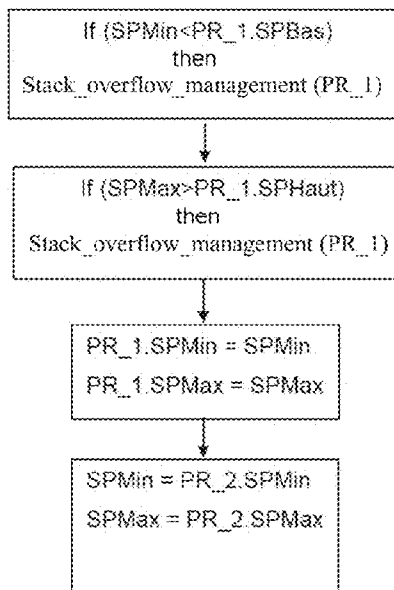 If (SPMin<PR_1.SPBas)
then
Stack_overflow_management (PR_1)
If (SPMax>PR_1.SPHaut)
then
Stack_overflow_management (PR_1)
PR_1.SPMin = SPMin
PR_1.SPMax = SPMax
SPMin = PR_2.SPMin
SPMax = PR_2.SPMax